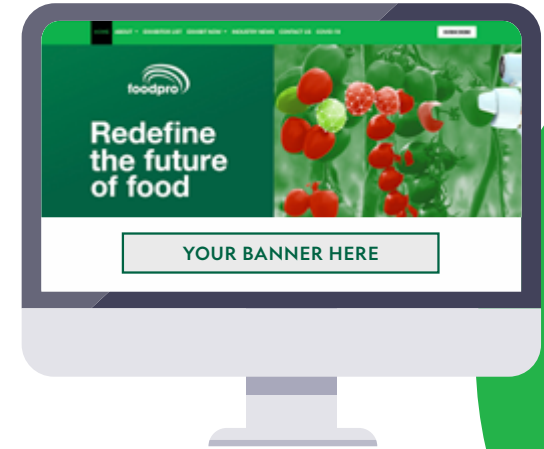 HOME ABOUT EXHIBITOR LIST EXHIBIT NOW INDUSTRY NEWS CONTACT US COVID-19 SUBSCRIBE
foodpro
Redefine
the future
of food
YOUR BANNER HERE